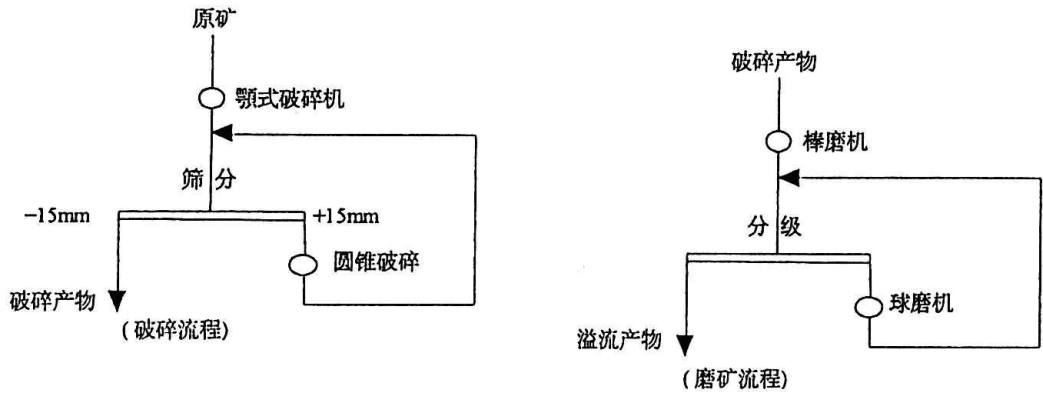 原矿
颚式破碎机
筛 分
-15mm
+15mm
圆锥破碎
破碎产物
(破碎流程)
破碎产物
棒磨机
分 级
球磨机
溢流产物
(磨矿流程)